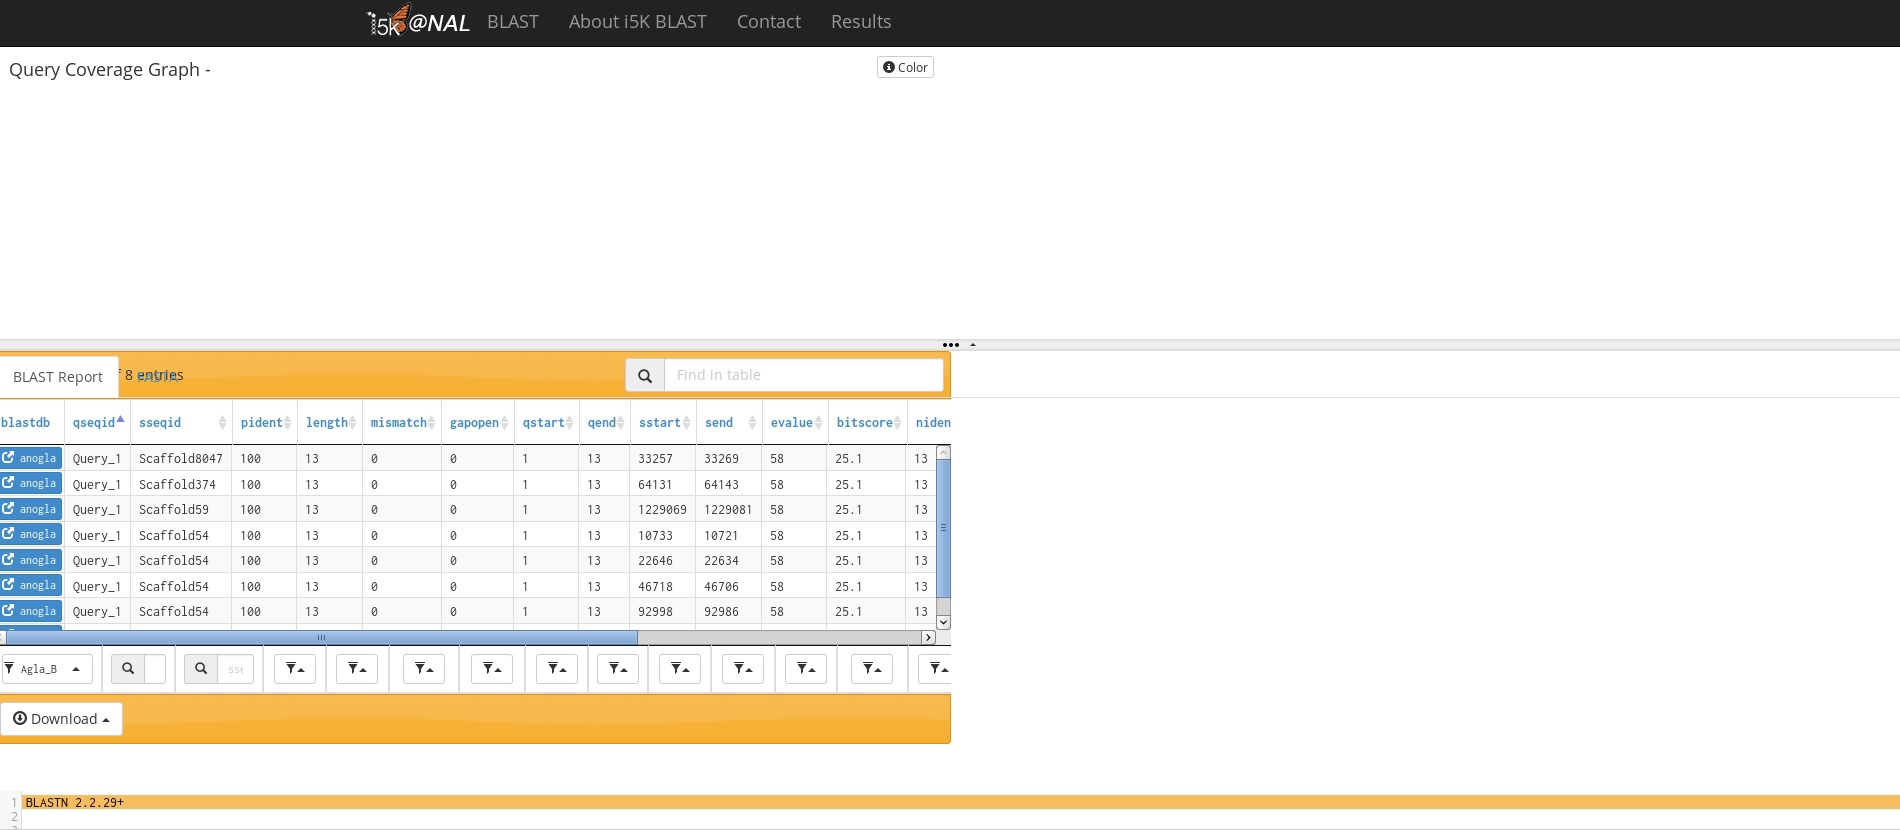 i5k @NAL BLAST About i5K BLAST Contact Results
Query Coverage Graph -
Color
BLAST Report 8 entries
Find in table
blastdb qseqid sseqid pident length mismatch gapopen qstart qend sstart send evalue bitscore niden
anogla Query_1 Scaffold8047 100 13 0 0 1 13 33257 33269 58 25.1 13
anogla Query_1 Scaffold374 100 13 0 0 1 13 64131 64143 58 25.1 13
anogla Query_1 Scaffold59 100 13 0 0 1 13 1229069 1229081 58 25.1 13
anogla Query_1 Scaffold54 100 13 0 0 1 13 10733 10721 58 25.1 13
anogla Query_1 Scaffold54 100 13 0 0 1 13 22646 22634 58 25.1 13
anogla Query_1 Scaffold54 100 13 0 0 1 13 46718 46706 58 25.1 13
anogla Query_1 Scaffold54 100 13 0 0 1 13 92998 92986 58 25.1 13
Agla_B sse
Download
1 BLASTN 2.2.29+
2